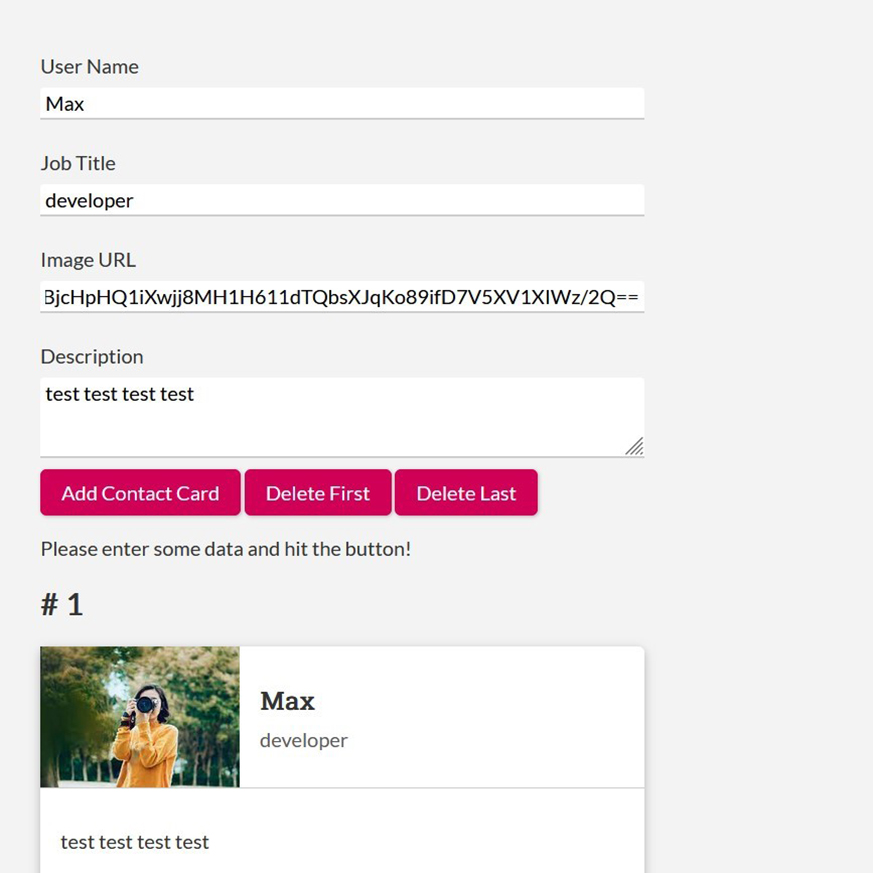 User Name
Max
Job Title
developer
Image URL
BjcHpHQ1iXwjj8MH1H611dTQbsXJqKo89ifD7V5XV1XIWz/2Q==
Description
test test test test
Add Contact Card Delete First Delete Last
Please enter some data and hit the button!
# 1
Max
developer
test test test test